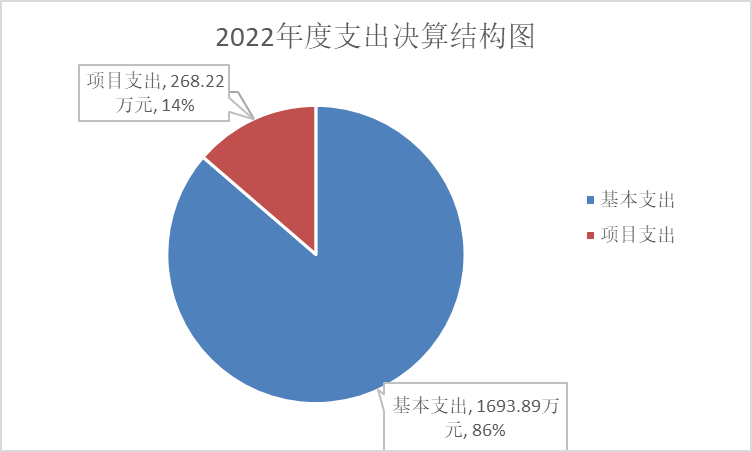 2022年度支出决算结构图
项目支出, 268.22
万元, 14%
基本支出
项目支出
基本支出, 1693.89万
元, 86%